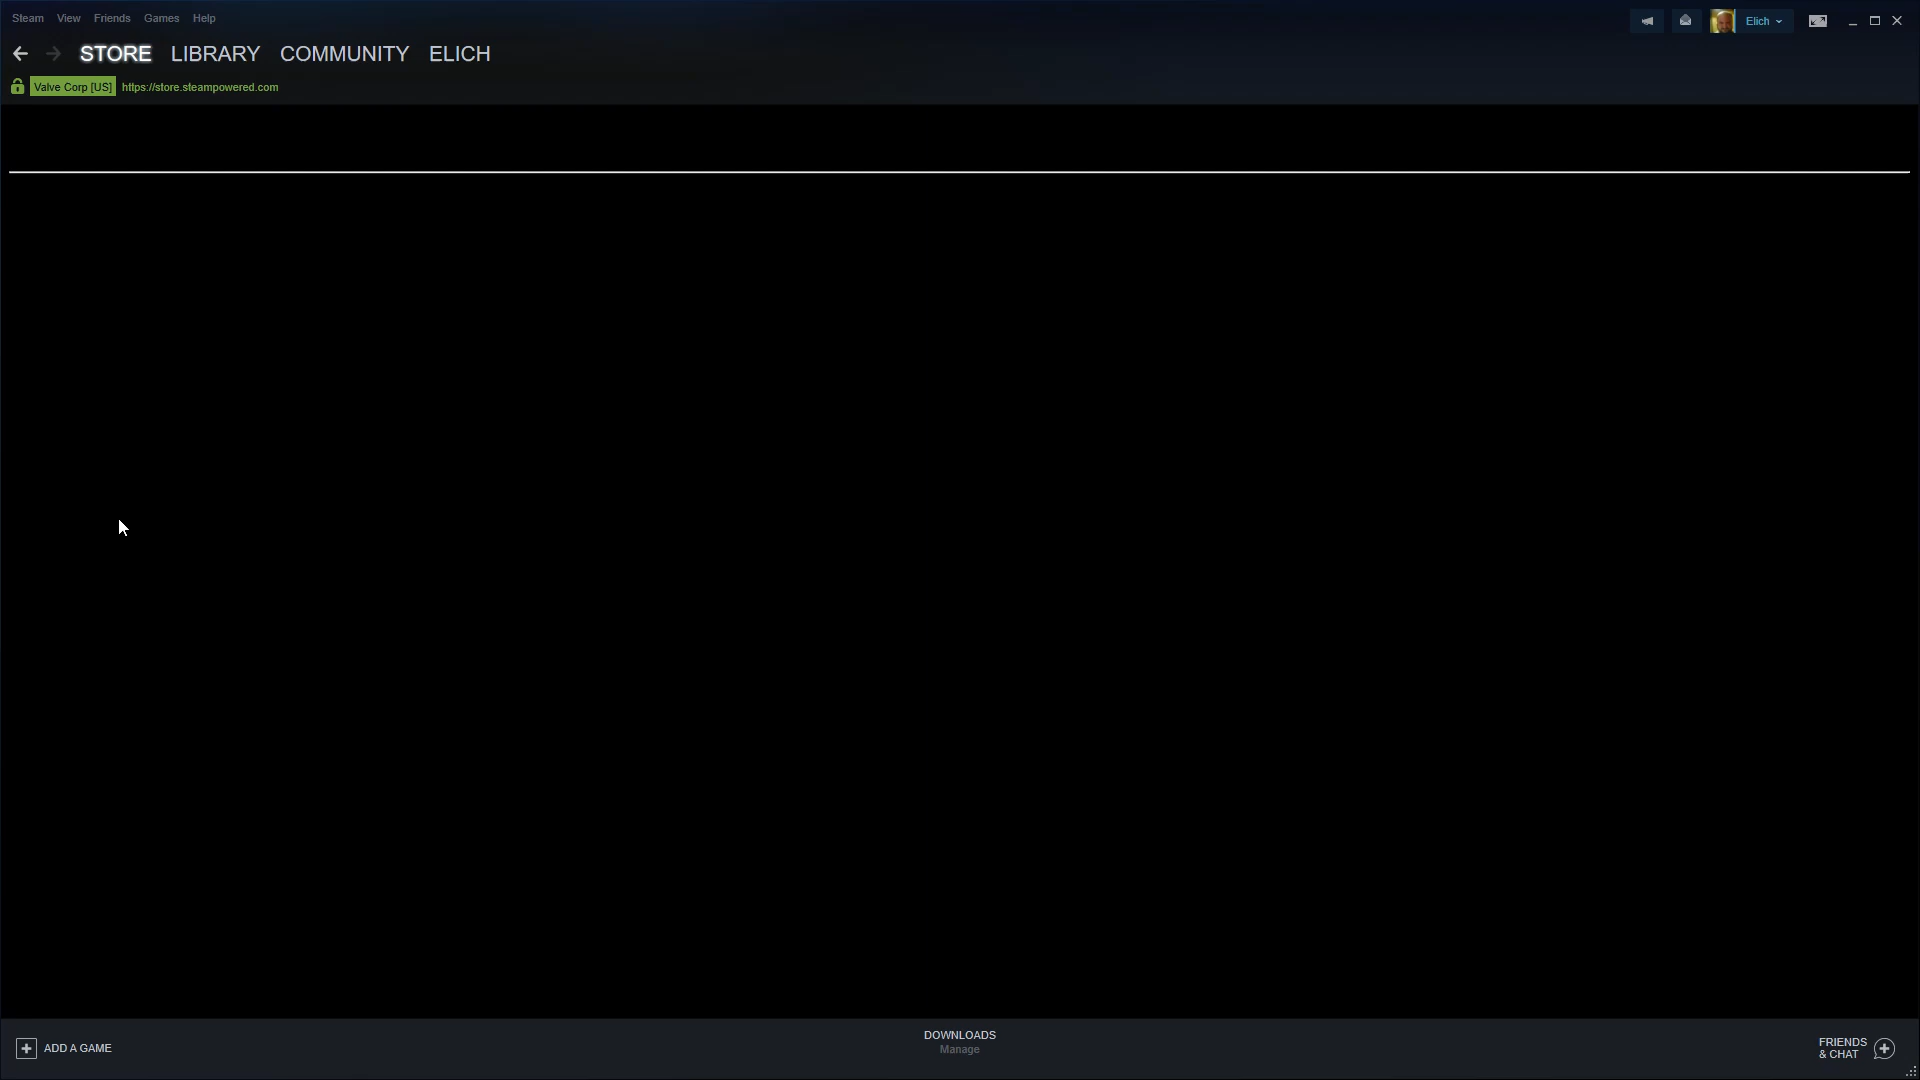 Steam View Friends Games Help
Elich
STORE LIBRARY COMMUNITY ELICH
Valve Corp [US] https://store.steampowered.com
ADD A GAME
DOWNLOADS
Manage
FRIENDS
& CHAT